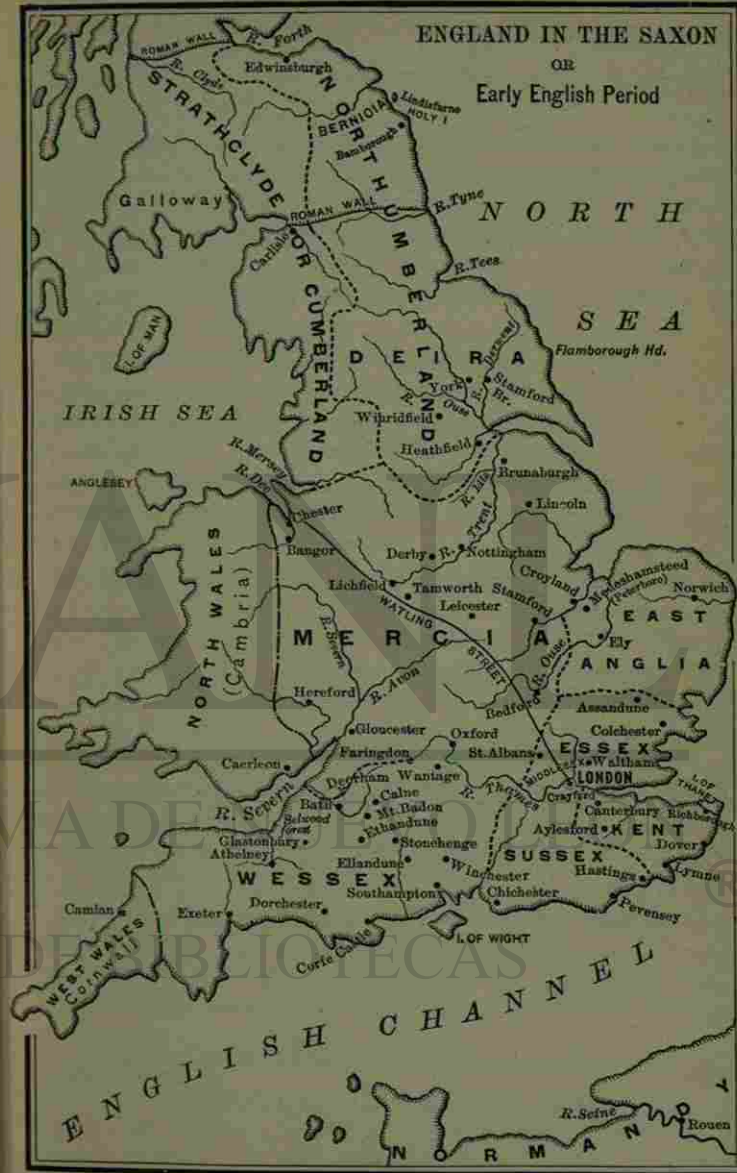 ENGLAND IN THE SAXON
OR
Early English Period
ROMAN WALL
R. Forth
Edwinsburgh
R. Clyde
STRATHCLYDE OR CUMBERLAND
NORTHUMBERLAND
BERNICIA
Lindisfarne
HOLY I
Bamborough
Galloway
ROMAN WALL
R. Tyne
NORTH
SEA
Carlisle
R. Tees
I. OF MAN
DEIRA
R. Derwent
Flamborough Hd.
York
Stamford
Br.
R. Ouse
IRISH SEA
Winridfield
Heathfield
R. Mersey
R. Dee
Brunaburgh
ANGLESEY
Chester
Lincoln
R. Trent
Bangor
Derby
Nottingham
Lichfield
Tamworth
Croyland
Medeshamsteed
(Peterboro)
Norwich
Leicester
Stamford
WATLING STREET
EAST
ANGLIA
NORTH WALES
(Cambria)
MERCIA
R. Severn
Ely
R. Ouse
R. Avon
Hereford
Bedford
Assandune
Gloucester
Oxford
Colchester
Caerleon
Faringdon
St. Albans
ESSEX
Waltham
Deorham
Wantage
MIDDLESEX
LONDON
R. Thames
I. OF THANET
R. Severn
Bath
Calne
Crayford
Canterbury
Richborough
Selwood
forest
Mt. Badon
Aylesford
KENT
Ethandune
Dover
Glastonbury
Stonehenge
Athelney
SUSSEX
Lymne
Ellandune
Winchester
Hastings
WESSEX
Southampton
Chichester
Pevensey
Camlan
Exeter
Dorchester
I. OF WIGHT
Corfe Castle
WEST WALES
Cornwall
ENGLISH CHANNEL
R. Seine
Rouen
NORMANDY
DE BIBLIOTECAS
®